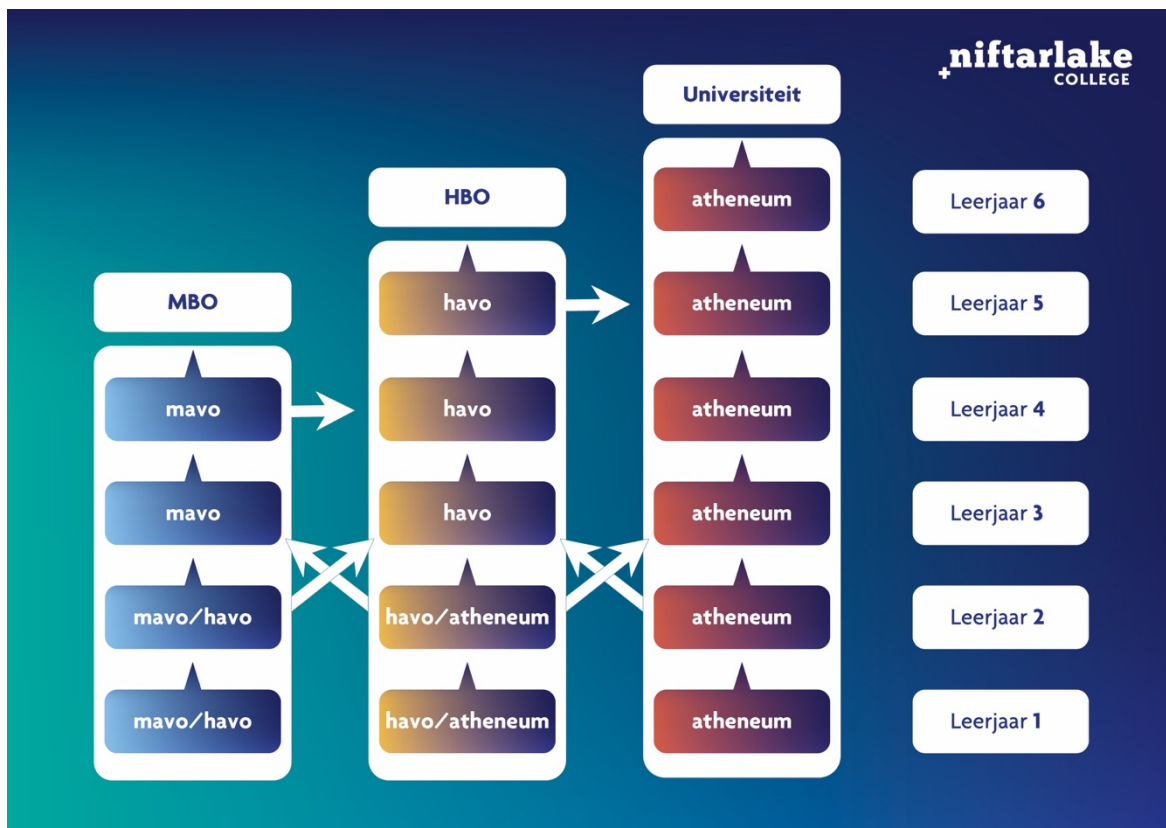 niftarlake
COLLEGE
Universiteit
HBO
atheneum
Leerjaar 6
MBO
havo
atheneum
Leerjaar 5
mavo
havo
atheneum
Leerjaar 4
mavo
havo
atheneum
Leerjaar 3
mavo/havo
havo/atheneum
atheneum
Leerjaar 2
mavo/havo
havo/atheneum
atheneum
Leerjaar 1